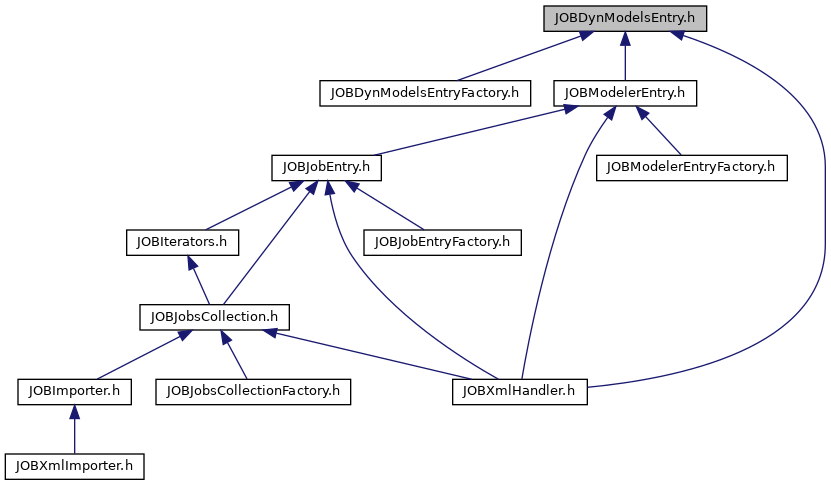 JOBDynModelsEntry.h
JOBDynModelsEntryFactory.h
JOBModelerEntry.h
JOBJobEntry.h
JOBModelerEntryFactory.h
JOBIterators.h
JOBJobEntryFactory.h
JOBJobsCollection.h
JOBImporter.h
JOBJobsCollectionFactory.h
JOBXmlHandler.h
JOBXmlImporter.h